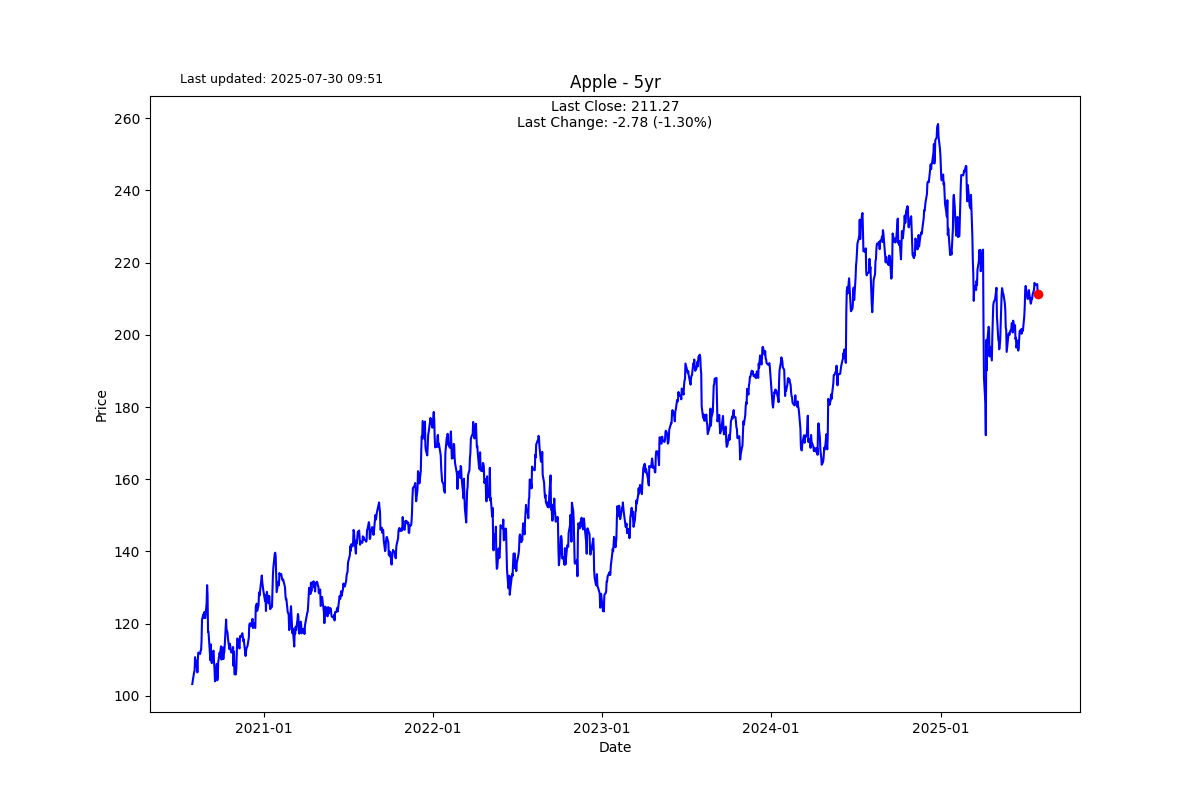 Last updated: 2025-07-30 09:51
Apple - 5yr
Last Close: 211.27
Last Change: -2.78 (-1.30%)
260
240
220
200
180
160
140
120
100
Price
2021-01
2022-01
2023-01
2024-01
2025-01
Date